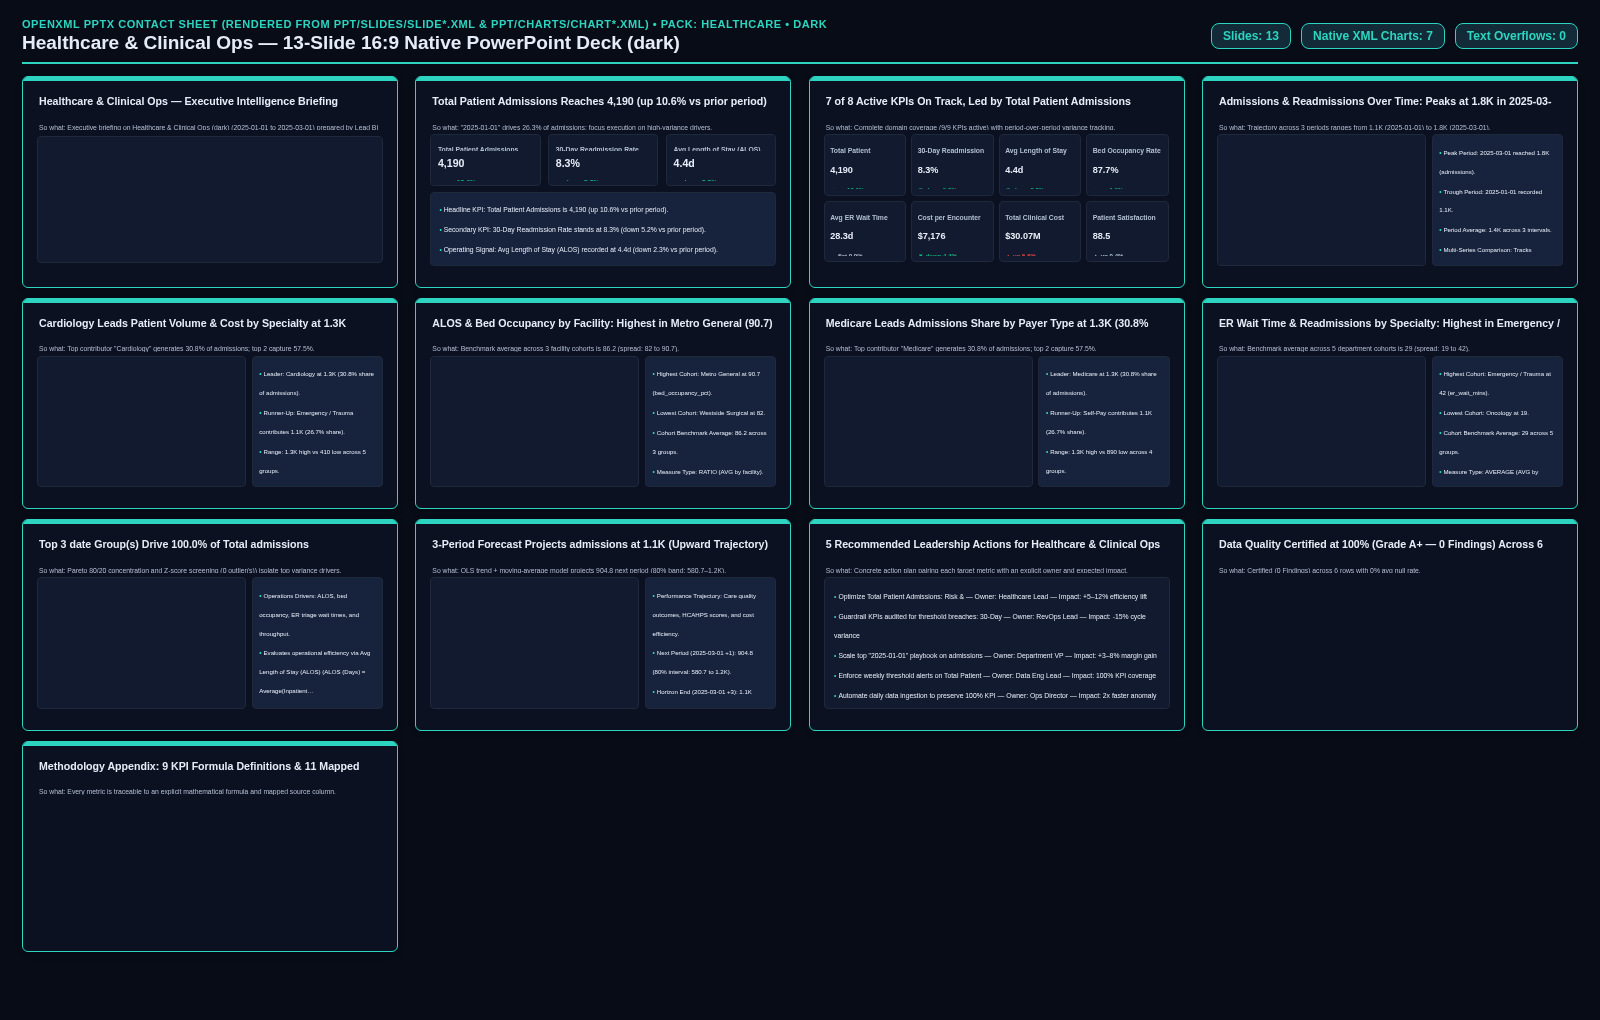 OPENXML PPTX CONTACT SHEET (RENDERED FROM PPT/SLIDES/SLIDE*.XML & PPT/CHARTS/CHART*.XML) • PACK: HEALTHCARE • DARK
Healthcare & Clinical Ops — 13-Slide 16:9 Native PowerPoint Deck (dark)
Slides: 13
Native XML Charts: 7
Text Overflows: 0
Healthcare & Clinical Ops — Executive Intelligence Briefing
So what: Executive briefing on Healthcare & Clinical Ops (dark) (2025-01-01 to 2025-03-01) prepared by Lead BI
Total Patient Admissions Reaches 4,190 (up 10.6% vs prior period)
So what: "2025-01-01" drives 26.3% of admissions; focus execution on high-variance drivers.
Total Patient Admissions
4,190
30-Day Readmission Rate
8.3%
Avg Length of Stay (ALOS)
4.4d
• Headline KPI: Total Patient Admissions is 4,190 (up 10.6% vs prior period).
• Secondary KPI: 30-Day Readmission Rate stands at 8.3% (down 5.2% vs prior period).
• Operating Signal: Avg Length of Stay (ALOS) recorded at 4.4d (down 2.3% vs prior period).
7 of 8 Active KPIs On Track, Led by Total Patient Admissions
So what: Complete domain coverage (9/9 KPIs active) with period-over-period variance tracking.
Total Patient
4,190
30-Day Readmission
8.3%
Avg Length of Stay
4.4d
Bed Occupancy Rate
87.7%
Avg ER Wait Time
28.3d
Cost per Encounter
$7,176
Total Clinical Cost
$30.07M
Patient Satisfaction
88.5
Admissions & Readmissions Over Time: Peaks at 1.8K in 2025-03-
So what: Trajectory across 3 periods ranges from 1.1K (2025-01-01) to 1.8K (2025-03-01).
• Peak Period: 2025-03-01 reached 1.8K
(admissions).
• Trough Period: 2025-01-01 recorded
1.1K.
• Period Average: 1.4K across 3 intervals.
• Multi-Series Comparison: Tracks
Cardiology Leads Patient Volume & Cost by Specialty at 1.3K
So what: Top contributor "Cardiology" generates 30.8% of admissions; top 2 capture 57.5%.
• Leader: Cardiology at 1.3K (30.8% share
of admissions).
• Runner-Up: Emergency / Trauma
contributes 1.1K (26.7% share).
• Range: 1.3K high vs 410 low across 5
groups.
ALOS & Bed Occupancy by Facility: Highest in Metro General (90.7)
So what: Benchmark average across 3 facility cohorts is 86.2 (spread: 82 to 90.7).
• Highest Cohort: Metro General at 90.7
(bed_occupancy_pct).
• Lowest Cohort: Westside Surgical at 82.
• Cohort Benchmark Average: 86.2 across
3 groups.
• Measure Type: RATIO (AVG by facility).
Medicare Leads Admissions Share by Payer Type at 1.3K (30.8%
So what: Top contributor "Medicare" generates 30.8% of admissions; top 2 capture 57.5%.
• Leader: Medicare at 1.3K (30.8% share
of admissions).
• Runner-Up: Self-Pay contributes 1.1K
(26.7% share).
• Range: 1.3K high vs 890 low across 4
groups.
ER Wait Time & Readmissions by Specialty: Highest in Emergency /
So what: Benchmark average across 5 department cohorts is 29 (spread: 19 to 42).
• Highest Cohort: Emergency / Trauma at
42 (er_wait_mins).
• Lowest Cohort: Oncology at 19.
• Cohort Benchmark Average: 29 across 5
groups.
• Measure Type: AVERAGE (AVG by
Top 3 date Group(s) Drive 100.0% of Total admissions
So what: Pareto 80/20 concentration and Z-score screening (0 outlier(s)) isolate top variance drivers.
• Operations Drivers: ALOS, bed
occupancy, ER triage wait times, and
throughput.
• Evaluates operational efficiency via Avg
Length of Stay (ALOS) (ALOS (Days) =
Average(Inpatient…
3-Period Forecast Projects admissions at 1.1K (Upward Trajectory)
So what: OLS trend + moving-average model projects 904.8 next period (80% band: 580.7–1.2K).
• Performance Trajectory: Care quality
outcomes, HCAHPS scores, and cost
efficiency.
• Next Period (2025-03-01 +1): 904.8
(80% interval: 580.7 to 1.2K).
• Horizon End (2025-03-01 +3): 1.1K
5 Recommended Leadership Actions for Healthcare & Clinical Ops
So what: Concrete action plan pairing each target metric with an explicit owner and expected impact.
• Optimize Total Patient Admissions: Risk & — Owner: Healthcare Lead — Impact: +5–12% efficiency lift
• Guardrail KPIs audited for threshold breaches: 30-Day — Owner: RevOps Lead — Impact: -15% cycle
variance
• Scale top "2025-01-01" playbook on admissions — Owner: Department VP — Impact: +3–8% margin gain
• Enforce weekly threshold alerts on Total Patient — Owner: Data Eng Lead — Impact: 100% KPI coverage
• Automate daily data ingestion to preserve 100% KPI — Owner: Ops Director — Impact: 2x faster anomaly
Data Quality Certified at 100% (Grade A+ — 0 Findings) Across 6
So what: Certified (0 Findings) across 6 rows with 0% avg null rate.
Methodology Appendix: 9 KPI Formula Definitions & 11 Mapped
So what: Every metric is traceable to an explicit mathematical formula and mapped source column.